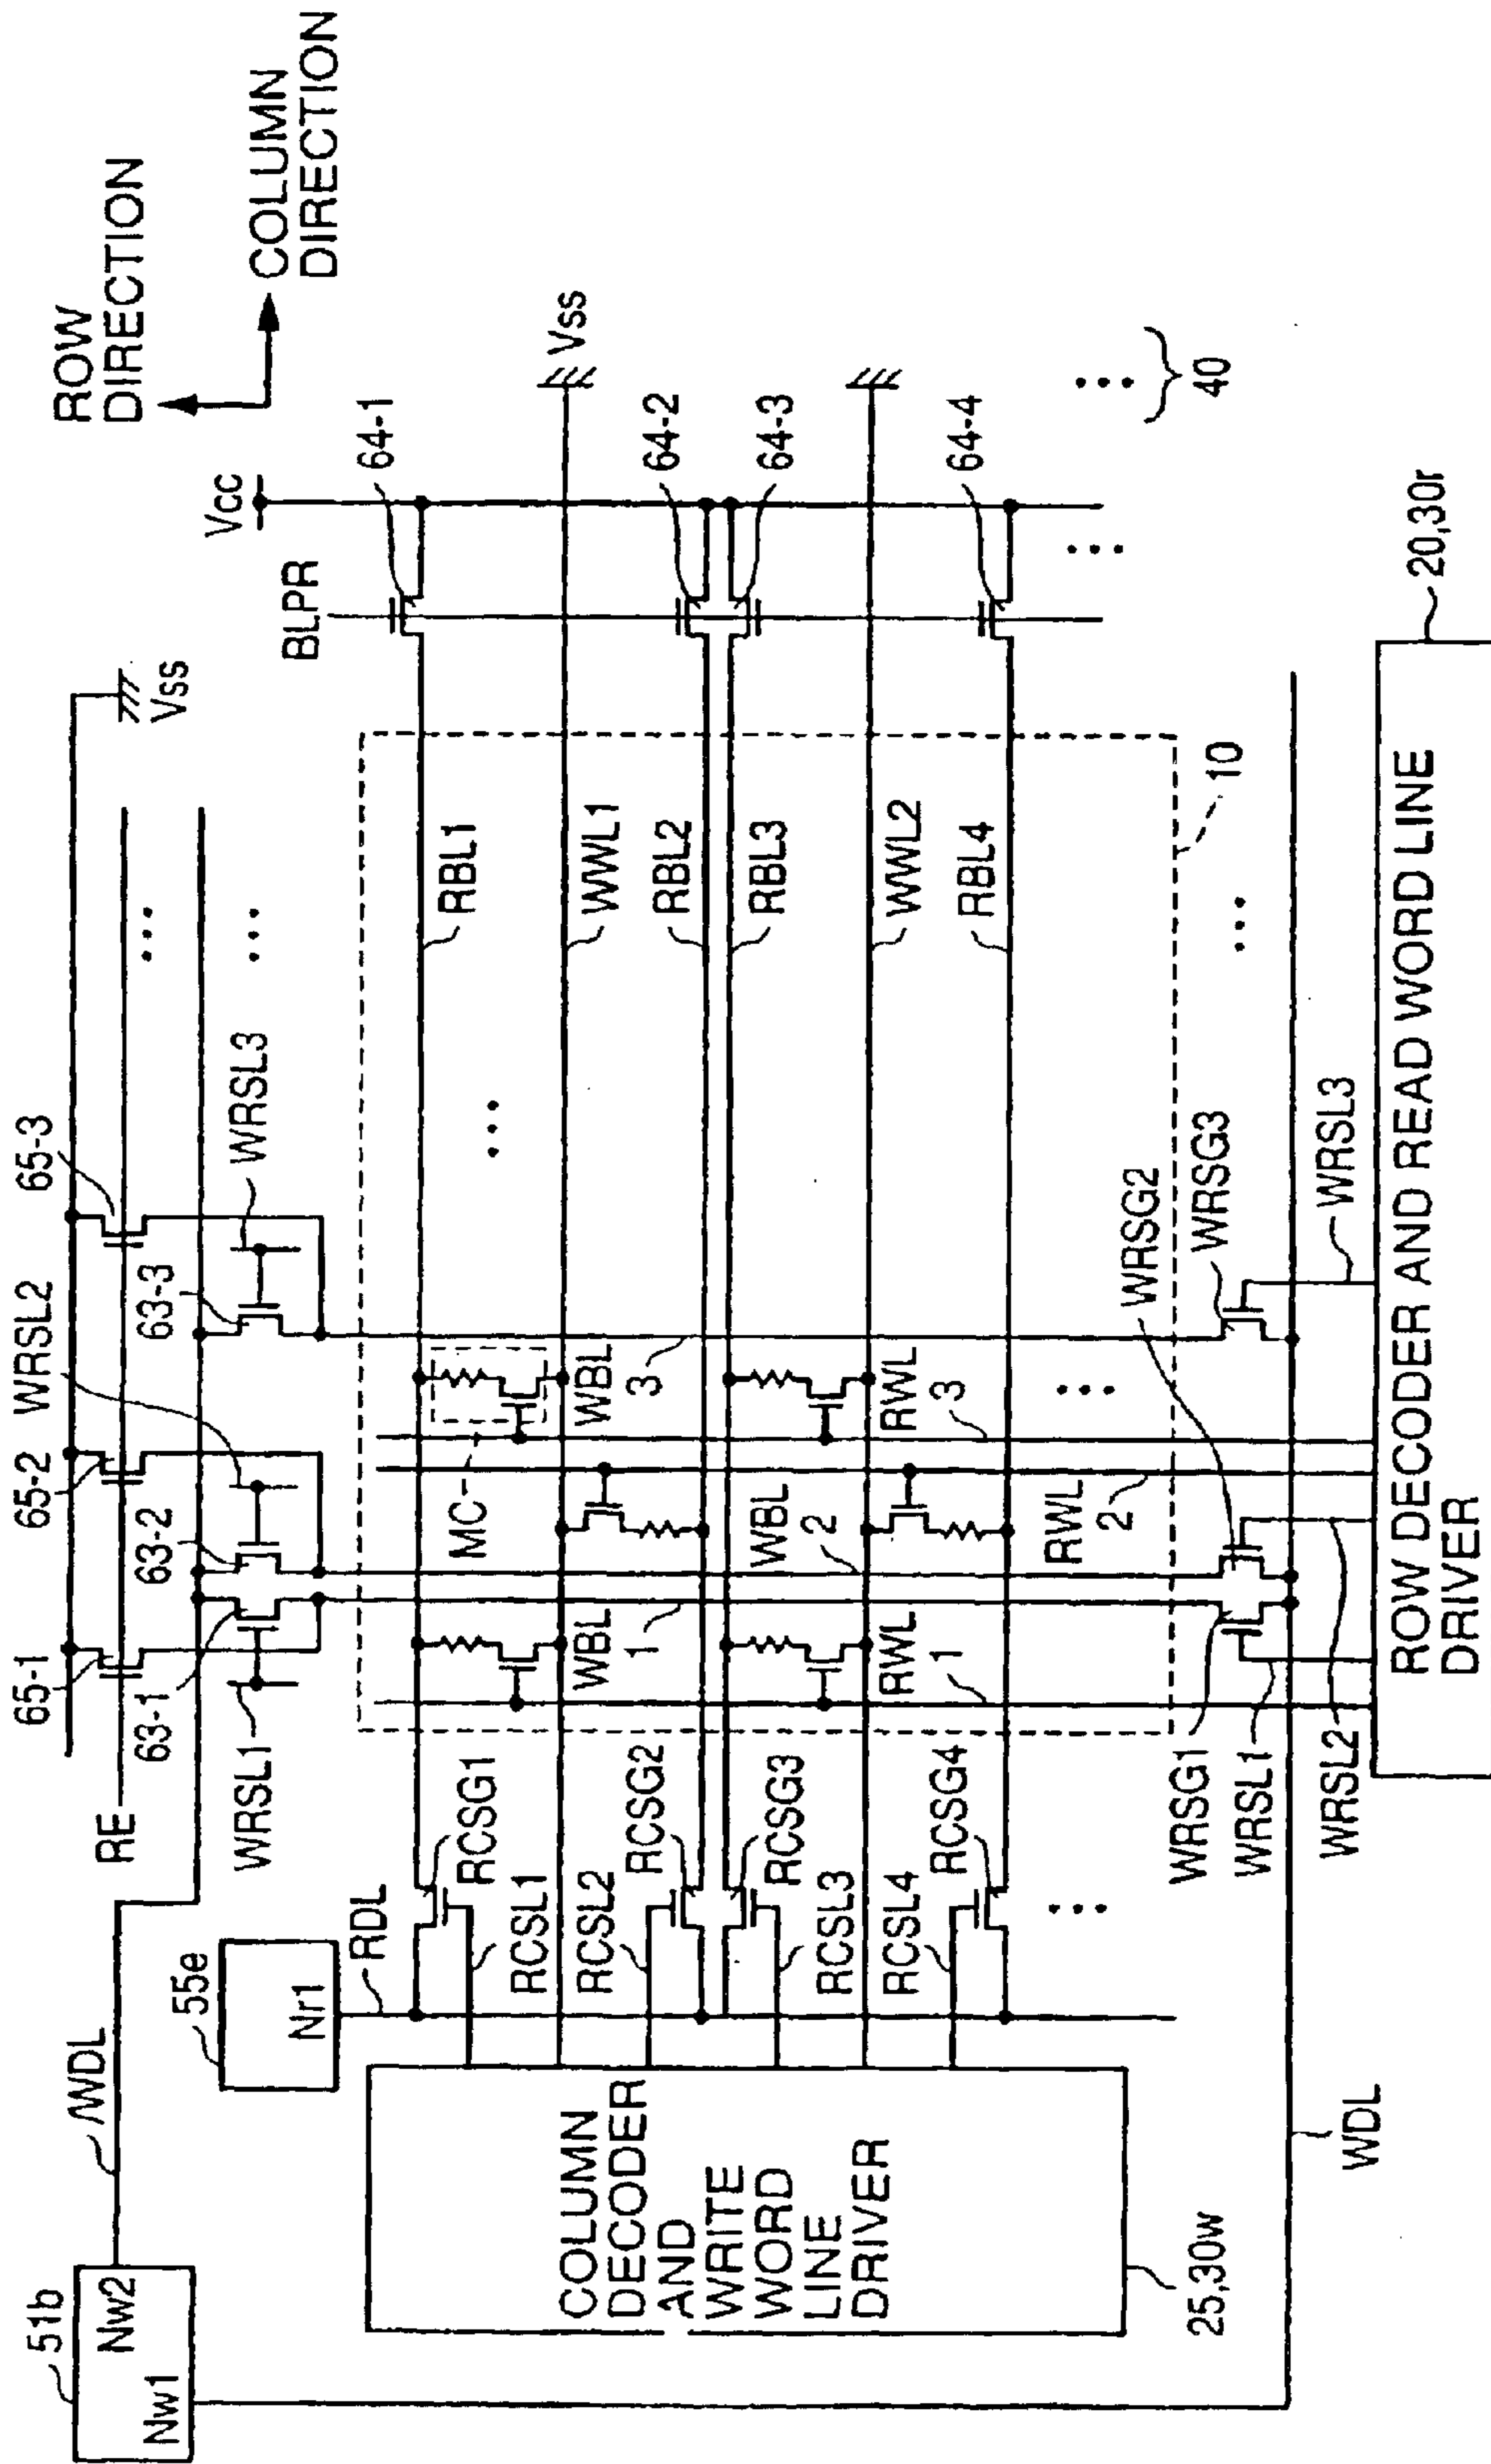 51b
Nw2
Nw1
/WDL
55e
Nr1
RDL
RE
WRSL1
65-1
63-1
65-2
WRSL2
63-2
65-3
63-3
WRSL3
...
...
Vss
ROW
DIRECTION
COLUMN
DIRECTION
Vcc
BLPR
64-1
Vss
64-2
64-3
64-4
...
...
40
COLUMN
DECODER
AND
WRITE
WORD
LINE
DRIVER
25,30w
RCSG1
RCSL1
RCSL2
RCSG2
RCSG3
RCSL3
RCSL4
RCSG4
...
MC
WBL
1
WBL
2
WBL
3
RWL
1
RWL
2
RWL
3
...
...
RBL1
WWL1
RBL2
RBL3
WWL2
RBL4
10
WRSG1
WRSL1
WRSL2
WRSG2
WRSG3
WRSL3
...
WDL
ROW DECODER AND READ WORD LINE
DRIVER
20,30r